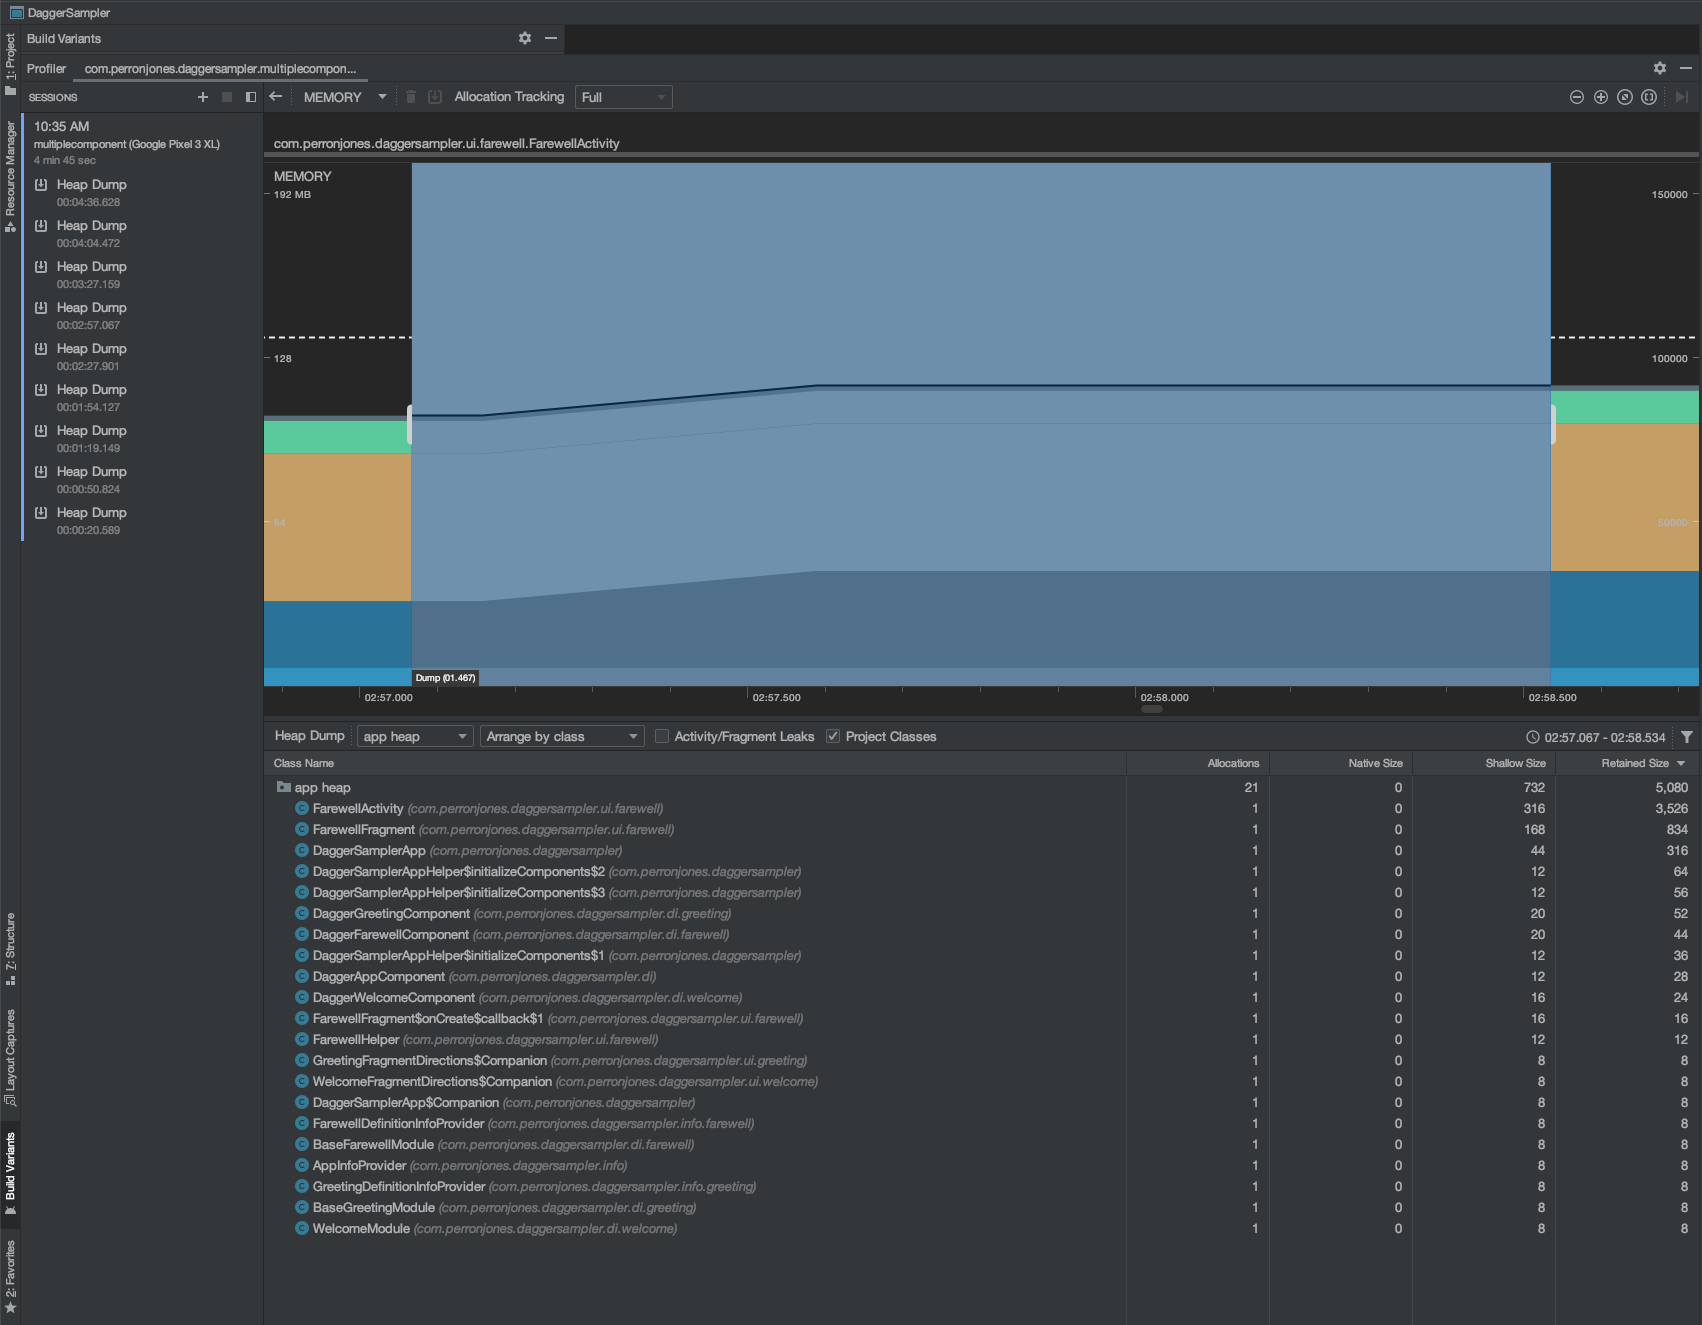 DaggerSampler
Build Variants
Profiler com.perronjones.daggersampler.multiplecompon...
SESSIONS
MEMORY
Allocation Tracking
Full
1: Project
Resource Manager
7: Structure
Layout Captures
Build Variants
2: Favorites
10:35 AM
multiplecomponent (Google Pixel 3 XL)
4 min 45 sec
Heap Dump
00:04:36.628
Heap Dump
00:04:04.472
Heap Dump
00:03:27.159
Heap Dump
00:02:57.067
Heap Dump
00:02:27.901
Heap Dump
00:01:54.127
Heap Dump
00:01:19.149
Heap Dump
00:00:50.824
Heap Dump
00:00:20.589
com.perronjones.daggersampler.ui.farewell.FarewellActivity
MEMORY
192 MB 150000
128 100000
64 50000
Dump (01.467)
02:57.000 02:57.500 02:58.000 02:58.500
Heap Dump app heap Arrange by class Activity/Fragment Leaks Project Classes 02:57.067 - 02:58.534
Class Name Allocations Native Size Shallow Size Retained Size
app heap 21 0 732 5,080
FarewellActivity (com.perronjones.daggersampler.ui.farewell) 1 0 316 3,526
FarewellFragment (com.perronjones.daggersampler.ui.farewell) 1 0 168 834
DaggerSamplerApp (com.perronjones.daggersampler) 1 0 44 316
DaggerSamplerAppHelper$initializeComponents$2 (com.perronjones.daggersampler) 1 0 12 64
DaggerSamplerAppHelper$initializeComponents$3 (com.perronjones.daggersampler) 1 0 12 56
DaggerGreetingComponent (com.perronjones.daggersampler.di.greeting) 1 0 20 52
DaggerFarewellComponent (com.perronjones.daggersampler.di.farewell) 1 0 20 44
DaggerSamplerAppHelper$initializeComponents$1 (com.perronjones.daggersampler) 1 0 12 36
DaggerAppComponent (com.perronjones.daggersampler.di) 1 0 12 28
DaggerWelcomeComponent (com.perronjones.daggersampler.di.welcome) 1 0 16 24
FarewellFragment$onCreate$callback$1 (com.perronjones.daggersampler.ui.farewell) 1 0 16 16
FarewellHelper (com.perronjones.daggersampler.ui.farewell) 1 0 12 12
GreetingFragmentDirections$Companion (com.perronjones.daggersampler.ui.greeting) 1 0 8 8
WelcomeFragmentDirections$Companion (com.perronjones.daggersampler.ui.welcome) 1 0 8 8
DaggerSamplerApp$Companion (com.perronjones.daggersampler) 1 0 8 8
FarewellDefinitionInfoProvider (com.perronjones.daggersampler.info.farewell) 1 0 8 8
BaseFarewellModule (com.perronjones.daggersampler.di.farewell) 1 0 8 8
AppInfoProvider (com.perronjones.daggersampler.info) 1 0 8 8
GreetingDefinitionInfoProvider (com.perronjones.daggersampler.info.greeting) 1 0 8 8
BaseGreetingModule (com.perronjones.daggersampler.di.greeting) 1 0 8 8
WelcomeModule (com.perronjones.daggersampler.di.welcome) 1 0 8 8